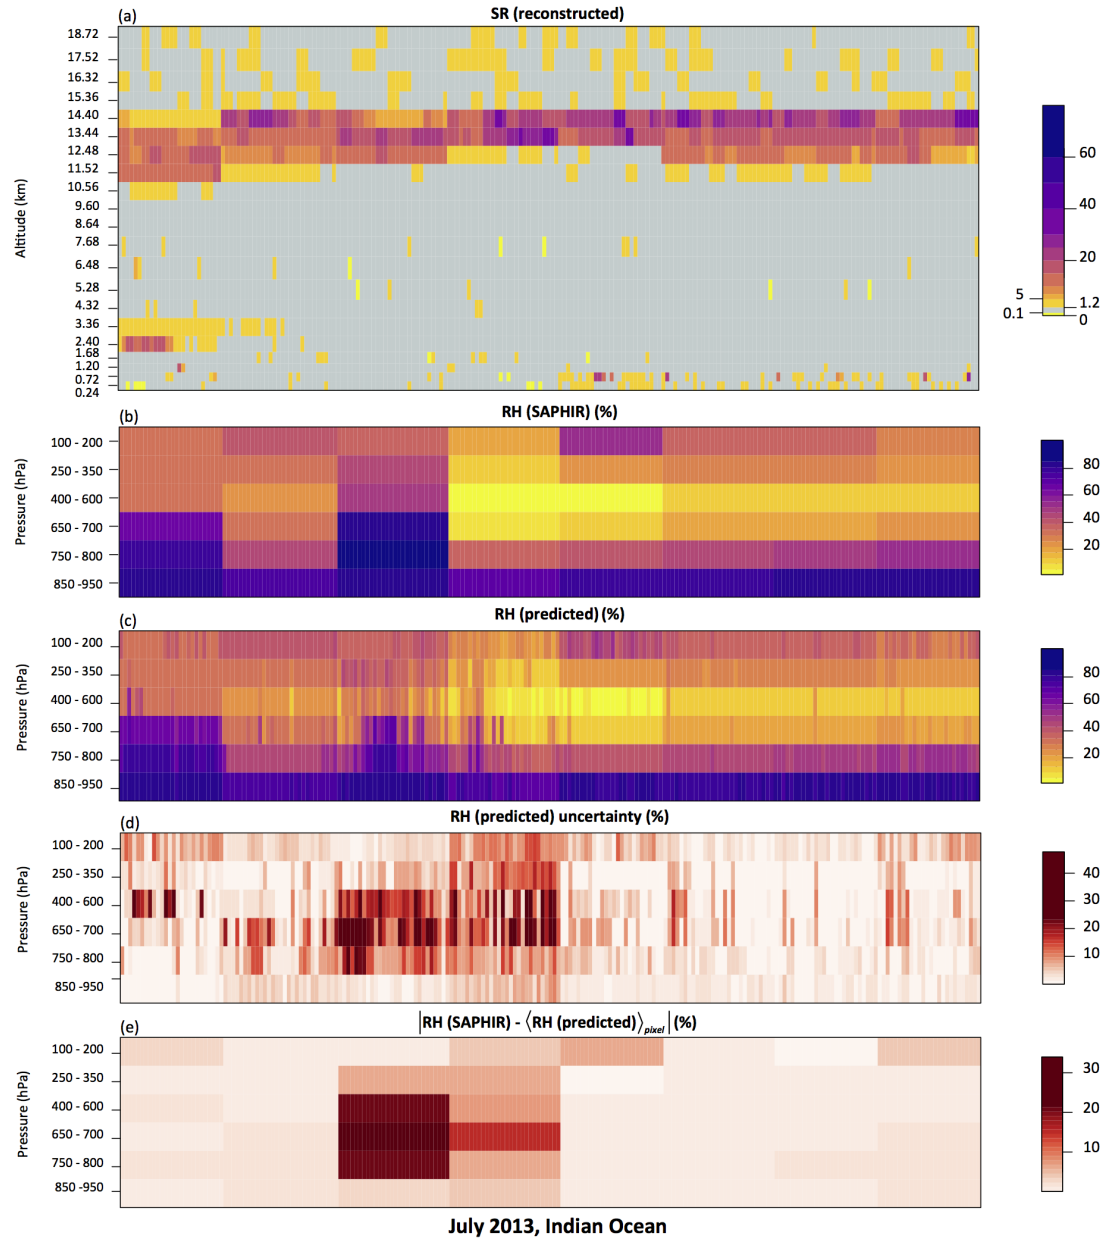 (a) SR (reconstructed)
18.72
17.52
16.32
15.36
14.40
13.44
12.48
11.52
10.56
9.60
8.64
7.68
6.48
5.28
4.32
3.36
2.40
1.68
1.20
0.72
0.24
Altitude (km)
60
40
20
5
1.2
0.1
0
(b) RH (SAPHIR) (%)
100 - 200
250 - 350
400 - 600
650 - 700
750 - 800
850 -950
Pressure (hPa)
80
60
40
20
(c) RH (predicted) (%)
100 - 200
250 - 350
400 - 600
650 - 700
750 - 800
850 -950
Pressure (hPa)
80
60
40
20
(d) RH (predicted) uncertainty (%)
100 - 200
250 - 350
400 - 600
650 - 700
750 - 800
850 -950
Pressure (hPa)
40
30
20
10
(e) |RH (SAPHIR) - ⟨RH (predicted)⟩pixel| (%)
100 - 200
250 - 350
400 - 600
650 - 700
750 - 800
850 -950
Pressure (hPa)
30
20
10
July 2013, Indian Ocean